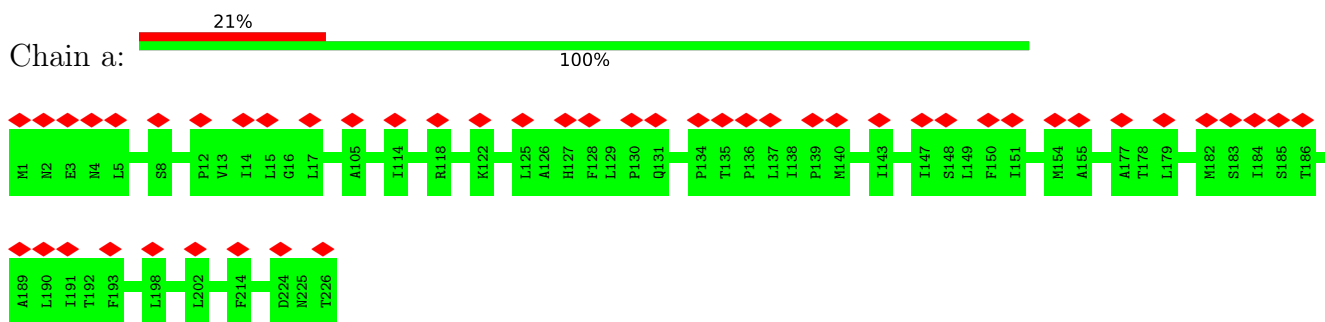 21%
Chain a:
100%
M1 N2 E3 N4 L5 S8 P12 V13 I14 L15 G16 L17 A105 I114 R118 K122 L125 A126 H127 F128 L129 P130 Q131 P134 T135 P136 L137 I138 P139 M140 I143 I147 S148 L149 F150 I151 M154 A155 A177 T178 L179 M182 S183 I184 S185 T186
A189 L190 I191 T192 F193 L198 L202 F214 D224 N225 T226